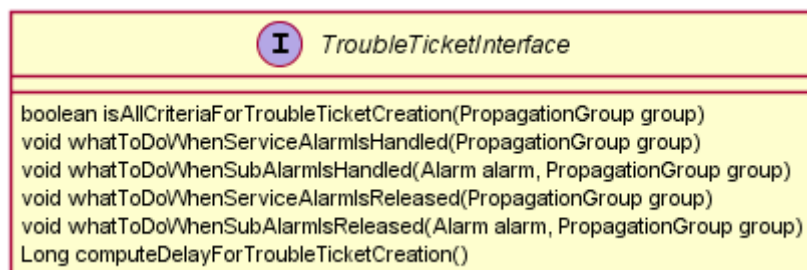 I TroubleTicketInterface
boolean isAllCriteriaForTroubleTicketCreation(PropagationGroup group)
void whatToDoWhenServiceAlarmIsHandled(PropagationGroup group)
void whatToDoWhenSubAlarmIsHandled(Alarm alarm, PropagationGroup group)
void whatToDoWhenServiceAlarmIsReleased(PropagationGroup group)
void whatToDoWhenSubAlarmIsReleased(Alarm alarm, PropagationGroup group)
Long computeDelayForTroubleTicketCreation()